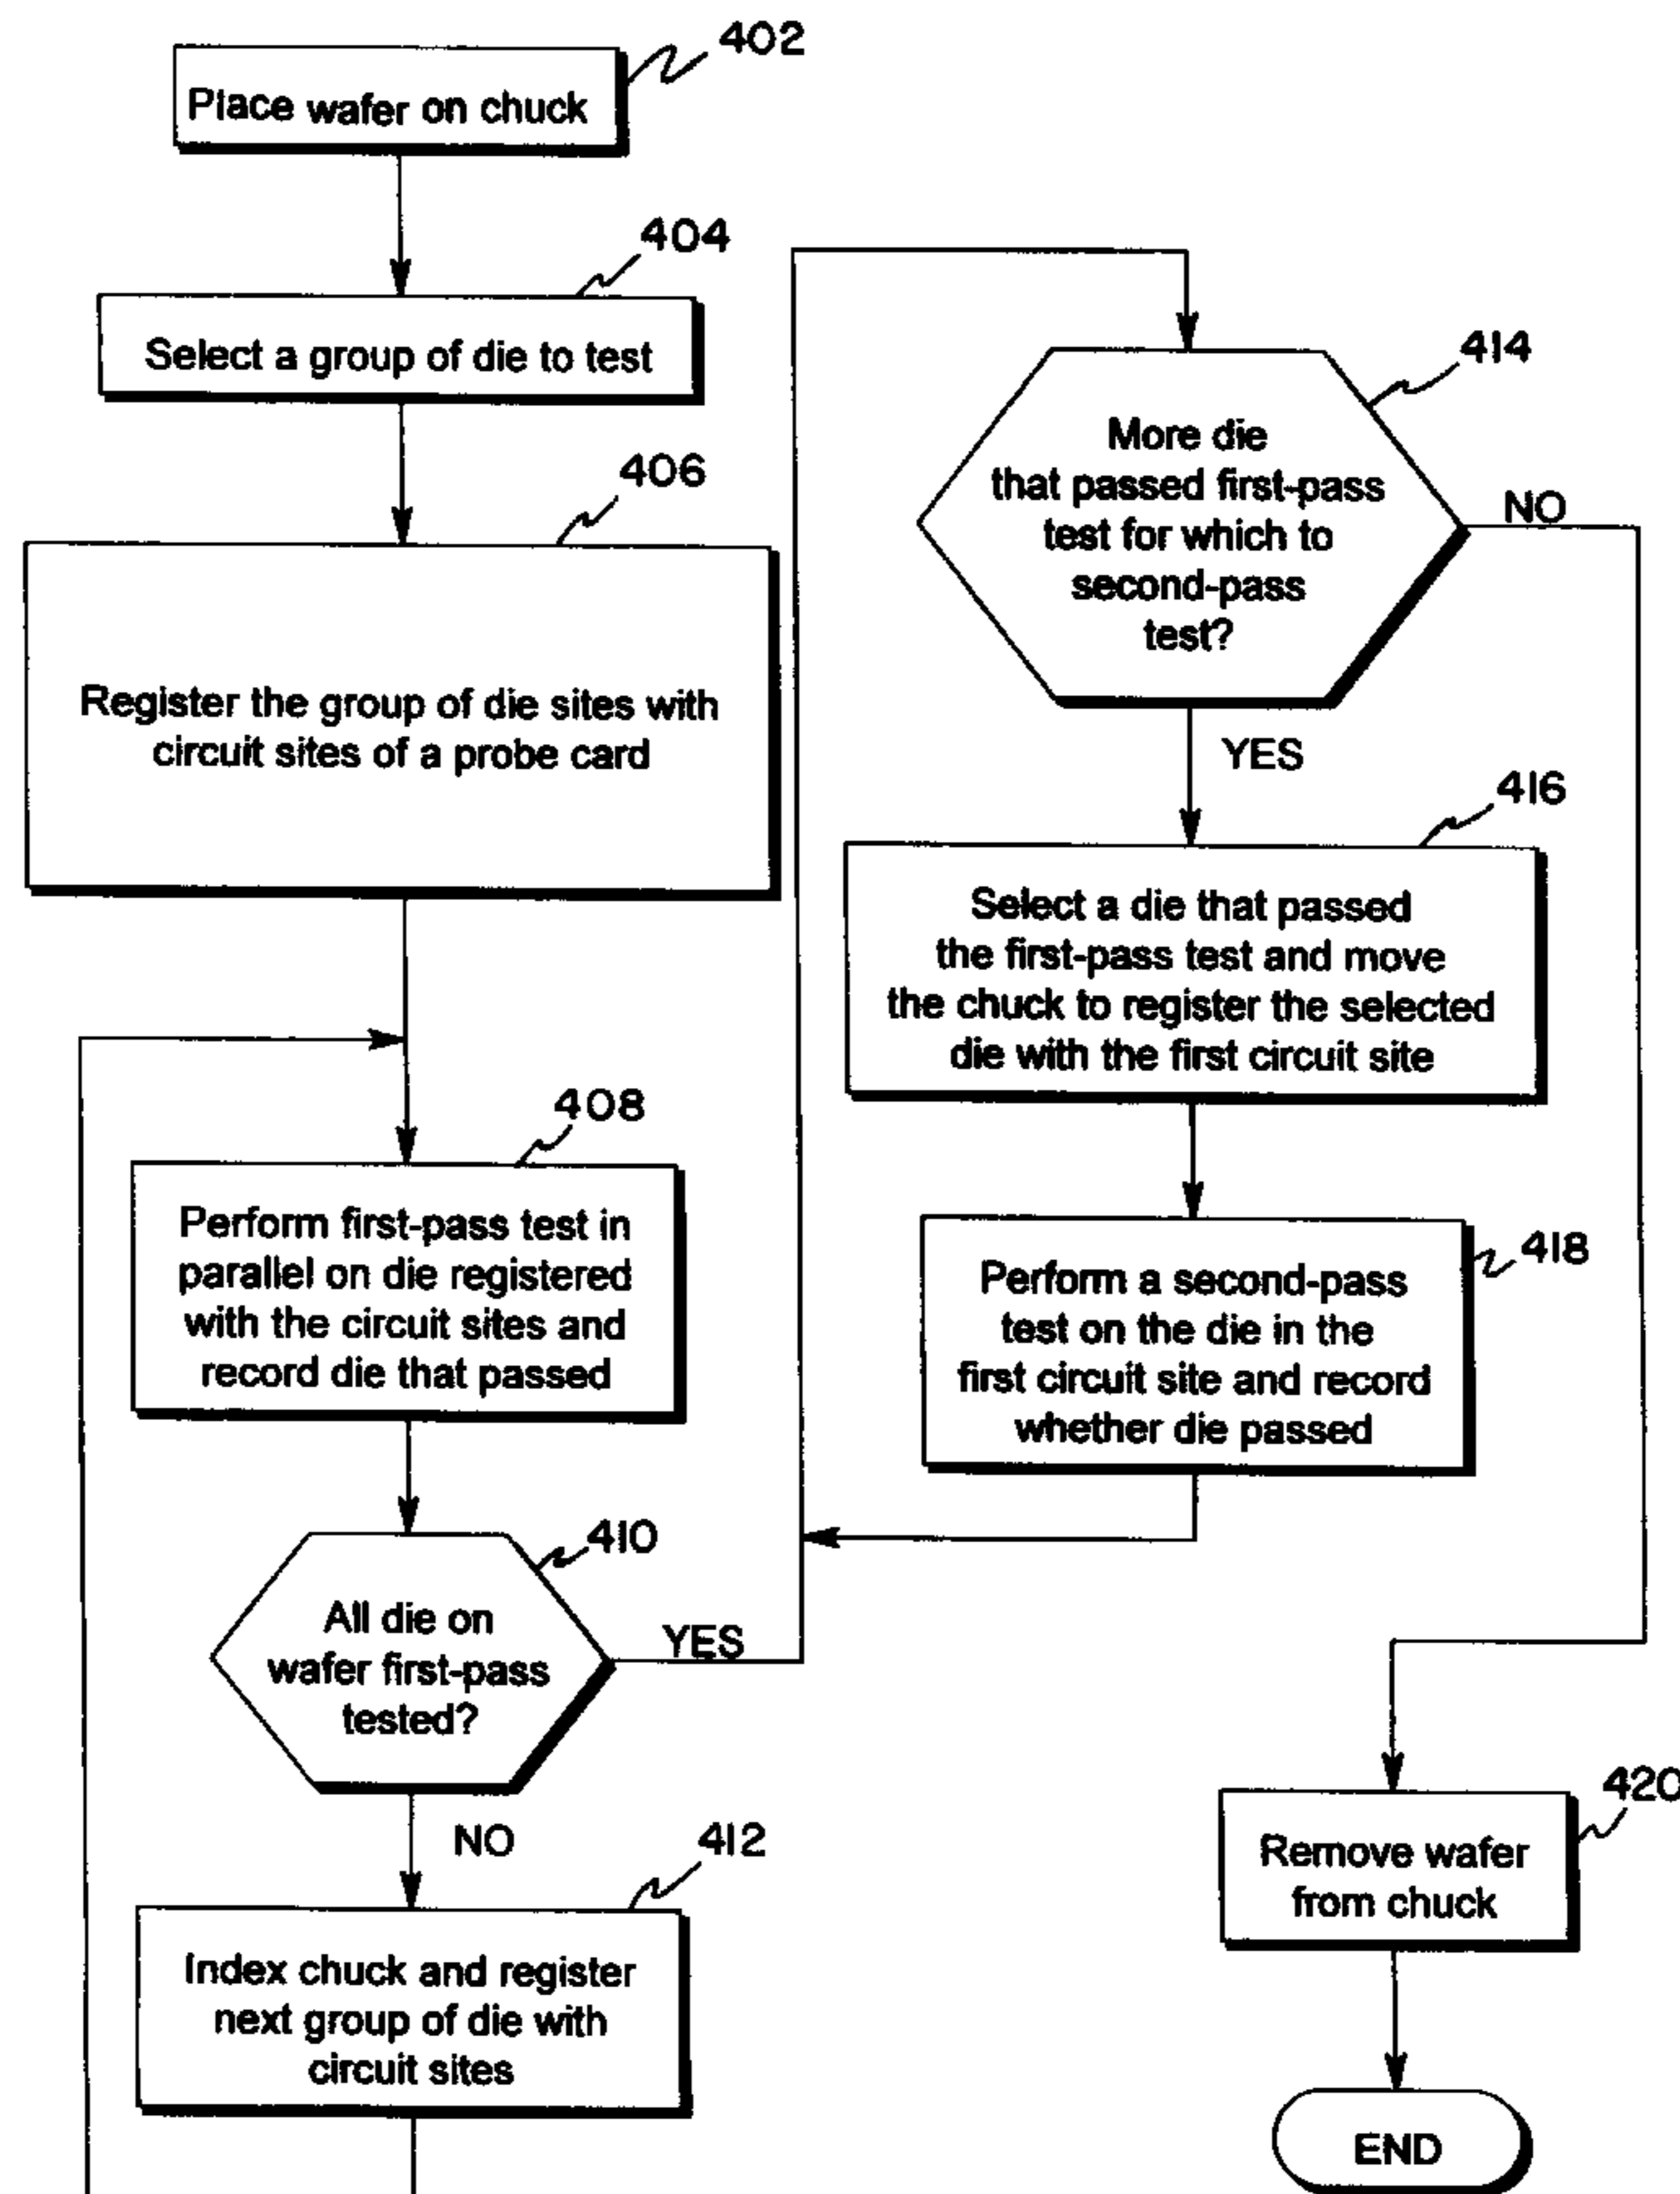 402
Place wafer on chuck
404
Select a group of die to test
406
Register the group of die sites with
circuit sites of a probe card
408
Perform first-pass test in
parallel on die registered
with the circuit sites and
record die that passed
410
All die on
wafer first-pass
tested?
YES
NO
412
Index chuck and register
next group of die with
circuit sites
414
More die
that passed first-pass
test for which to
second-pass
test?
NO
YES
416
Select a die that passed
the first-pass test and move
the chuck to register the selected
die with the first circuit site
418
Perform a second-pass
test on the die in the
first circuit site and record
whether die passed
420
Remove wafer
from chuck
END